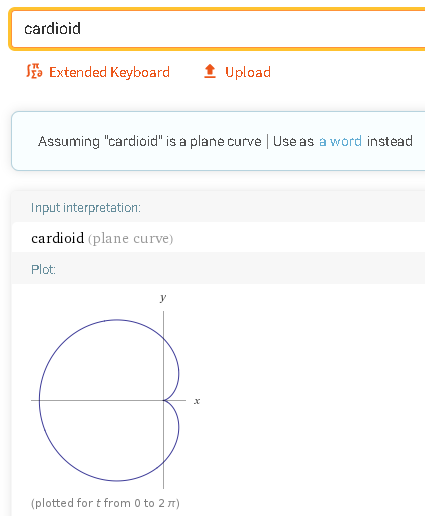 cardioid
Extended Keyboard Upload
Assuming "cardioid" is a plane curve | Use as a word instead
Input interpretation:
cardioid (plane curve)
Plot:
y
x
(plotted for t from 0 to 2 π)